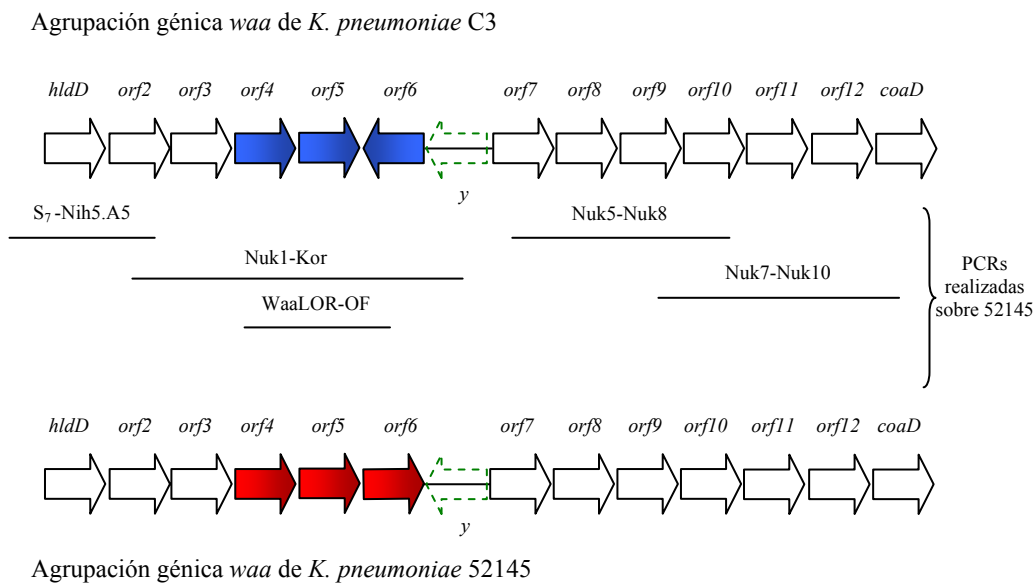 Agrupación génica waa de K. pneumoniae C3
hldD orf2 orf3 orf4 orf5 orf6 orf7 orf8 orf9 orf10 orf11 orf12 coaD
y
S7-Nih5.A5
Nuk5-Nuk8
Nuk1-Kor
Nuk7-Nuk10
WaaLOR-OF
PCRs
realizadas
sobre 52145
hldD orf2 orf3 orf4 orf5 orf6 orf7 orf8 orf9 orf10 orf11 orf12 coaD
y
Agrupación génica waa de K. pneumoniae 52145